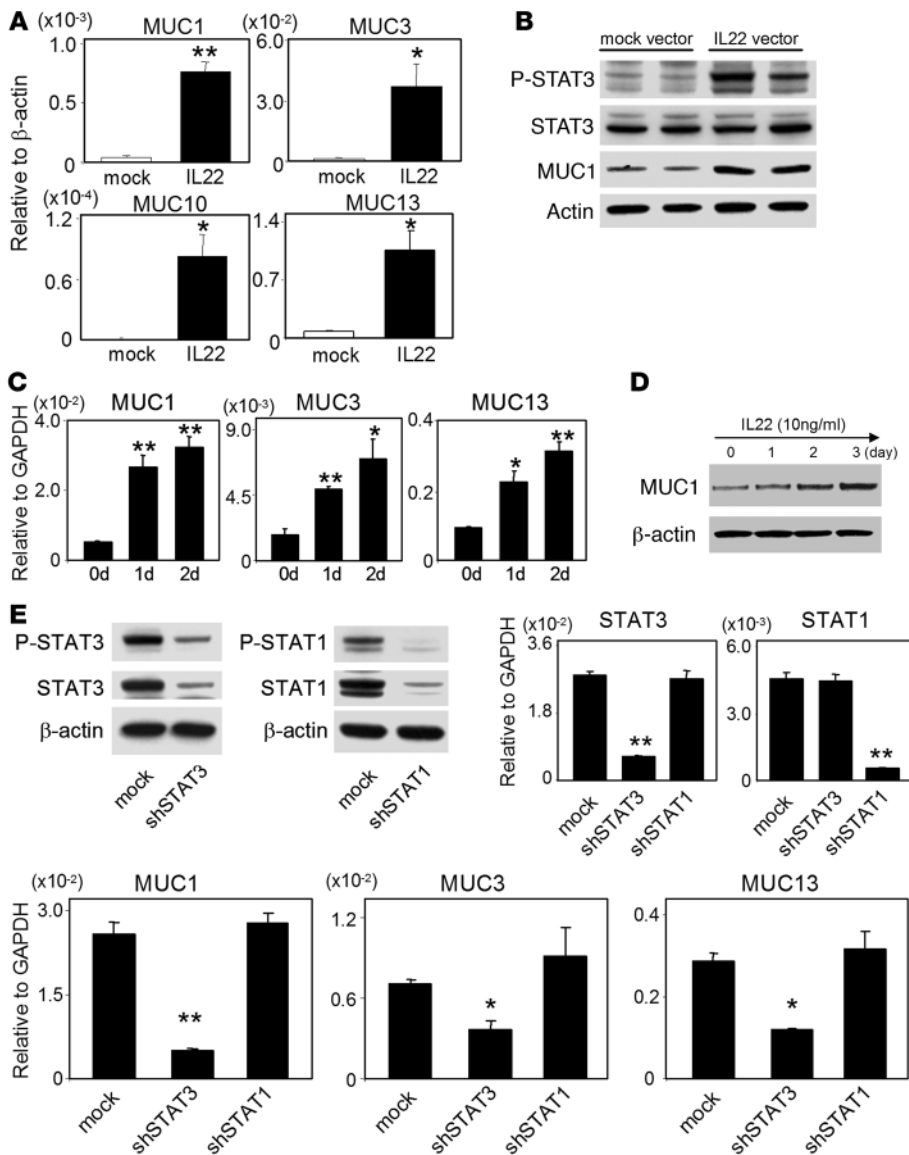 A
Relative to β-actin
(x10-3)
MUC1
1.0
0.5
0
**
mock IL22
(x10-2)
MUC3
6.0
3.0
0
*
mock IL22
(x10-4)
MUC10
1.2
0.6
0
*
mock IL22
MUC13
1.4
0.7
0
*
mock IL22
B
mock vector IL22 vector
P-STAT3
STAT3
MUC1
Actin
C
Relative to GAPDH
(x10-2)
MUC1
4.0
2.0
0
** **
0d 1d 2d
(x10-3)
MUC3
9.0
4.5
0
** *
0d 1d 2d
MUC13
0.4
0.2
0
* **
0d 1d 2d
D
IL22 (10ng/ml)
0 1 2 3 (day)
MUC1
β-actin
E
P-STAT3
STAT3
β-actin
mock shSTAT3
P-STAT1
STAT1
β-actin
mock shSTAT1
Relative to GAPDH
(x10-2)
STAT3
3.6
1.8
0
**
mock shSTAT3 shSTAT1
(x10-3)
STAT1
6.0
3.0
0
**
mock shSTAT3 shSTAT1
Relative to GAPDH
(x10-2)
MUC1
3.0
1.5
0
**
mock shSTAT3 shSTAT1
(x10-2)
MUC3
1.2
0.6
0
*
mock shSTAT3 shSTAT1
MUC13
0.4
0.2
0
*
mock shSTAT3 shSTAT1